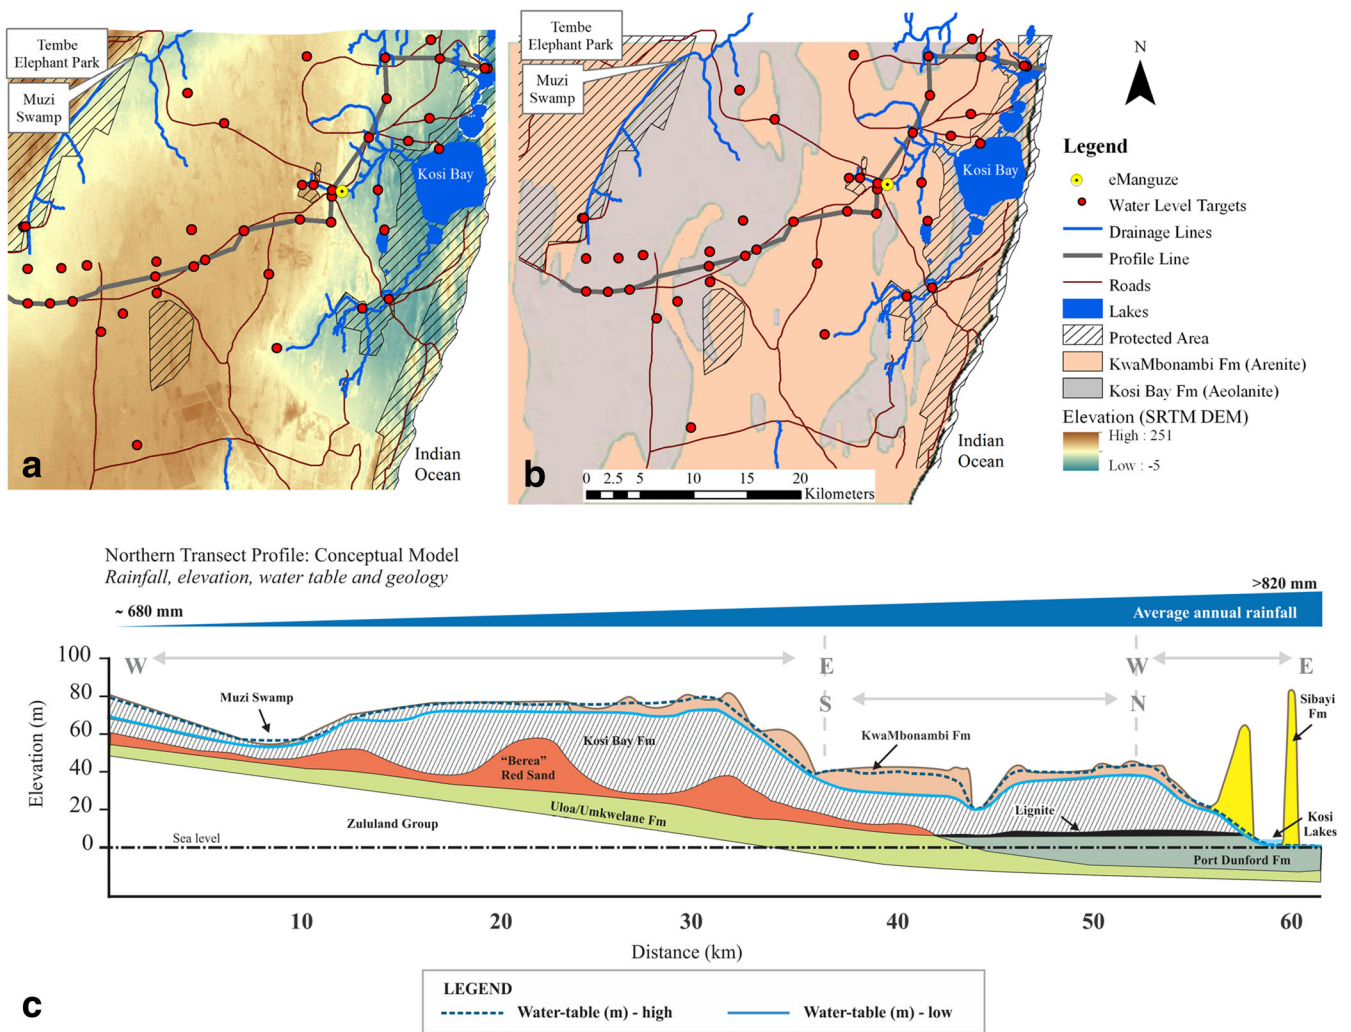 Tembe
Elephant Park
Muzi
Swamp
Kosi Bay
Indian
Ocean
a
Tembe
Elephant Park
Muzi
Swamp
Kosi Bay
Indian
Ocean
b
0 2.5 5 10 15 20
Kilometers
N
Legend
eManguze
Water Level Targets
Drainage Lines
Profile Line
Roads
Lakes
Protected Area
KwaMbonambi Fm (Arenite)
Kosi Bay Fm (Aeolanite)
Elevation (SRTM DEM)
High : 251
Low : -5
Northern Transect Profile: Conceptual Model
Rainfall, elevation, water table and geology
~ 680 mm
>820 mm
Average annual rainfall
W E W E
S N
Elevation (m)
100
80
60
40
20
0
Muzi Swamp
Kosi Bay Fm
"Berea"
Red Sand
Uloa/Umkwelane Fm
Zululand Group
Sea level
KwaMbonambi Fm
Lignite
Sibayi
Fm
Kosi
Lakes
Port Dunford Fm
10 20 30 40 50 60
Distance (km)
c
LEGEND
Water-table (m) - high
Water-table (m) - low